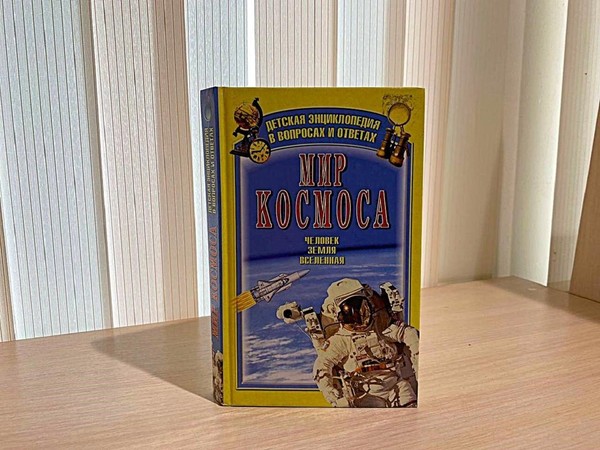 ДЕТСКАЯ ЭНЦИКЛОПЕДИЯ
В ВОПРОСАХ И ОТВЕТАХ
МИР
КОСМОСА
ЧЕЛОВЕК
ЗЕМЛЯ
ВСЕЛЕННАЯ
ДЕТСКАЯ ЭНЦИКЛОПЕДИЯ
В ВОПРОСАХ И ОТВЕТАХ
МИР КОСМОСА